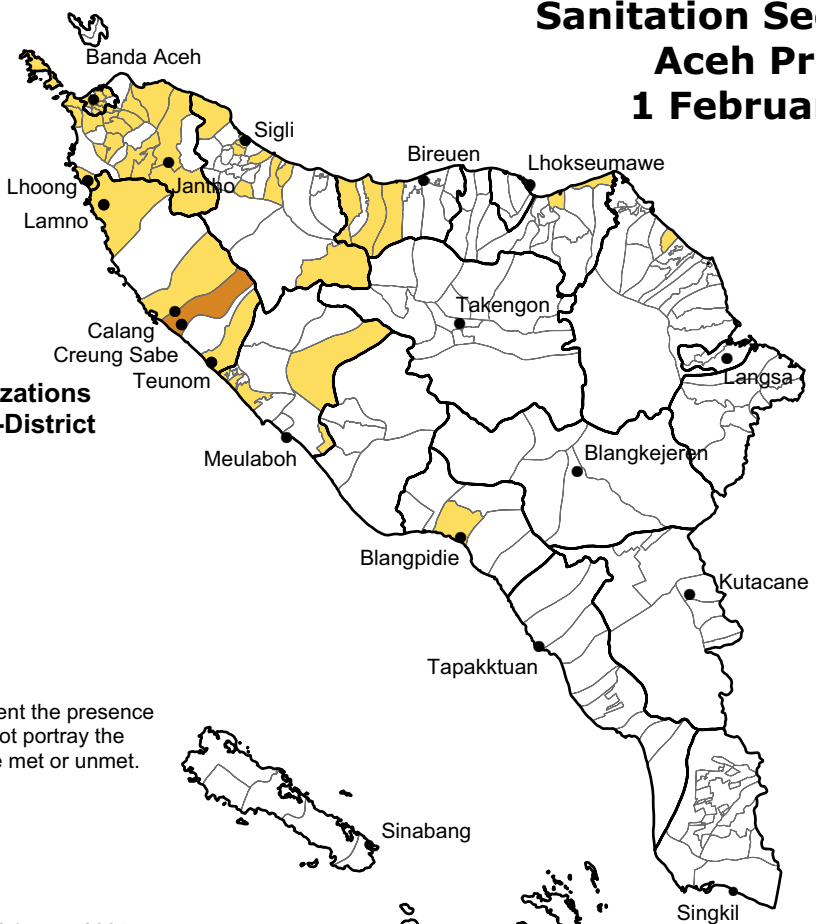 Sanitation Se
Aceh Pr
1 Februar
Banda Aceh
Sigli
Bireuen
Lhokseumawe
Lhoong
Jantho
Lamno
Takengon
Calang
Creung Sabe
Teunom
Langsa
zations
-District
Meulaboh
Blangkejeren
Blangpidie
Kutacane
Tapakktuan
ent the presence
ot portray the
e met or unmet.
Sinabang
Singkil